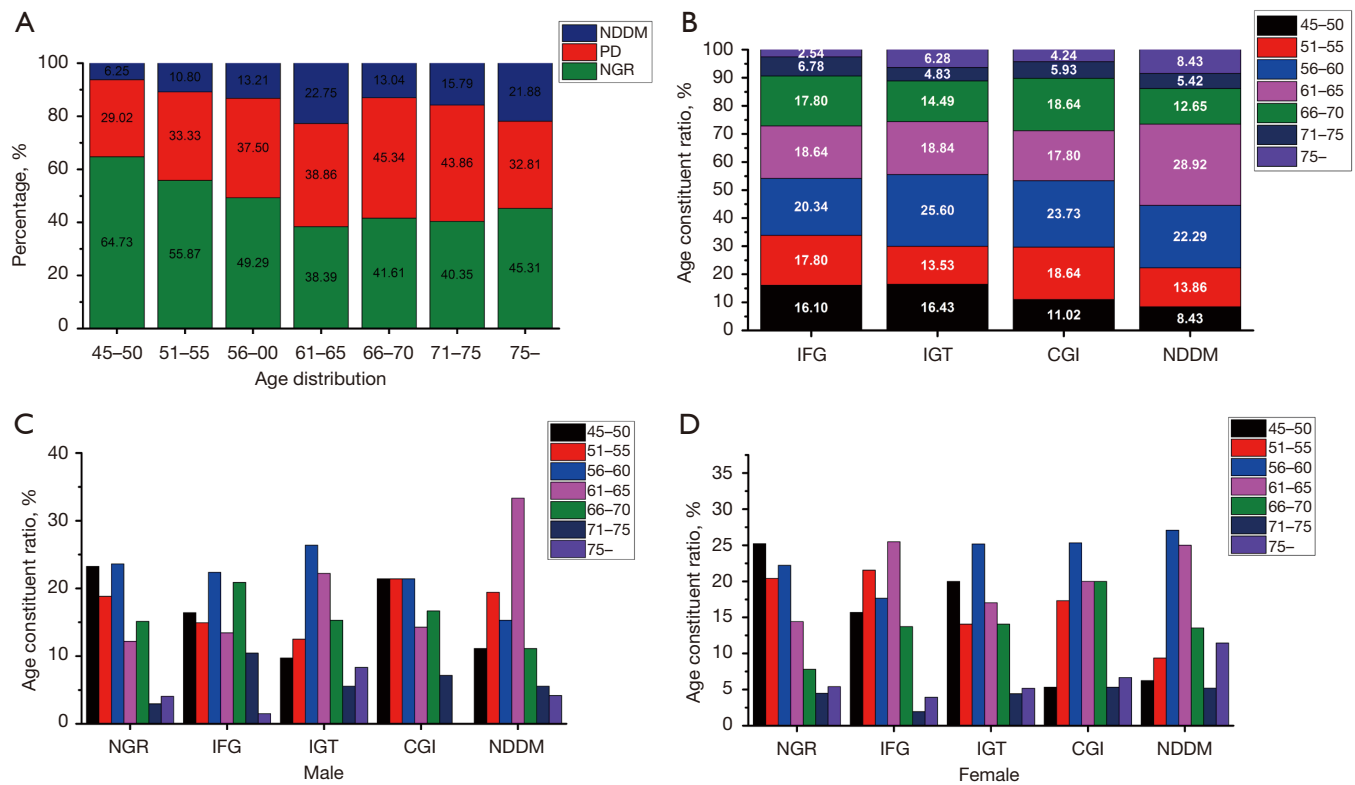 A
NDDM
PD
NGR
Percentage, %
100
80
60
40
20
0
6.25 10.80 13.21 22.75 13.04 15.79 21.88
29.02 33.33 37.50 38.86 45.34 43.86 32.81
64.73 55.87 49.29 38.39 41.61 40.35 45.31
45–50 51–55 56–00 61–65 66–70 71–75 75–
Age distribution
B
45–50
51–55
56–60
61–65
66–70
71–75
75–
Age constituent ratio, %
100
90
80
70
60
50
40
30
20
10
0
2.54 6.28 4.24 8.43
6.78 4.83 5.93 5.42
17.80 14.49 18.64 12.65
18.64 18.84 17.80 28.92
20.34 25.60 23.73 22.29
17.80 13.53 18.64 13.86
16.10 16.43 11.02 8.43
IFG IGT CGI NDDM
C
45–50
51–55
56–60
61–65
66–70
71–75
75–
Age constituent ratio, %
40
30
20
10
0
NGR IFG IGT CGI NDDM
Male
D
45–50
51–55
56–60
61–65
66–70
71–75
75–
Age constituent ratio, %
35
30
25
20
15
10
5
0
NGR IFG IGT CGI NDDM
Female